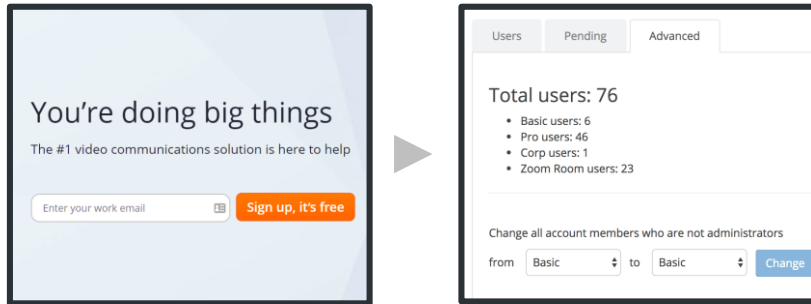 You're doing big things
The #1 video communications solution is here to help
Enter your work email
Sign up, it's free
Users Pending Advanced
Total users: 76
• Basic users: 6
• Pro users: 46
• Corp users: 1
• Zoom Room users: 23
Change all account members who are not administrators
from Basic to Basic Change